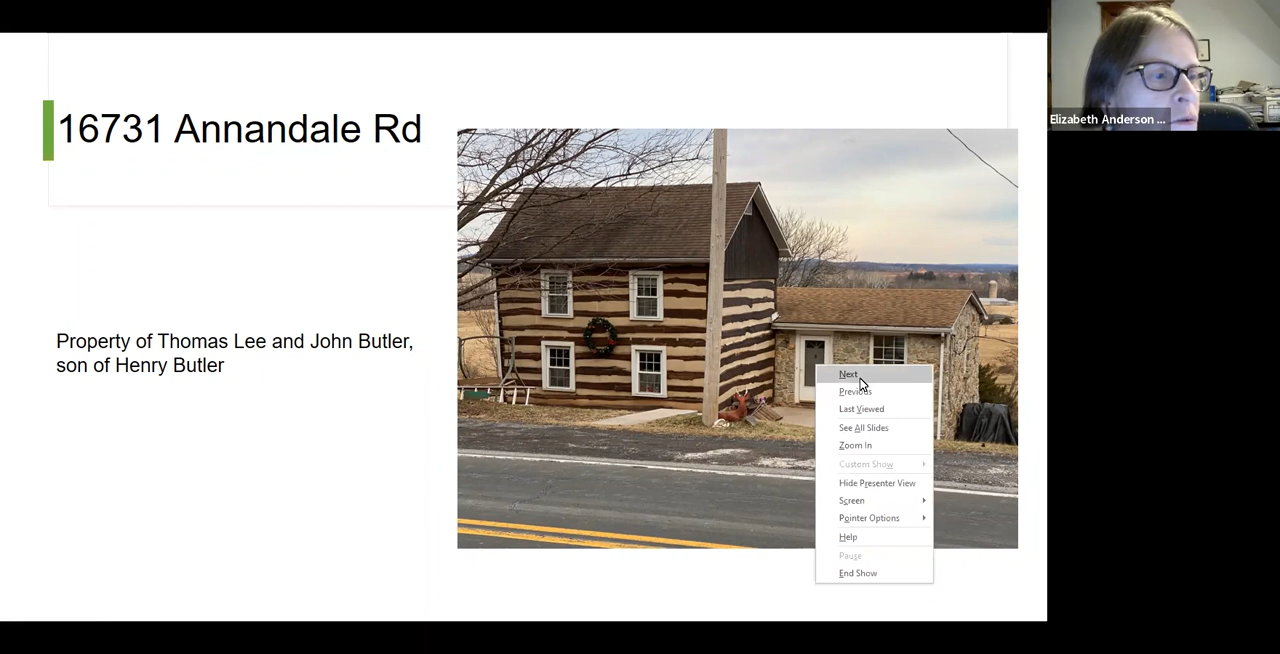 16731 Annandale Rd
Property of Thomas Lee and John Butler,
son of Henry Butler
Next
Previous
Last Viewed
See All Slides
Zoom In
Custom Show
Hide Presenter View
Screen
Pointer Options
Help
Pause
End Show
Elizabeth Anderson ...